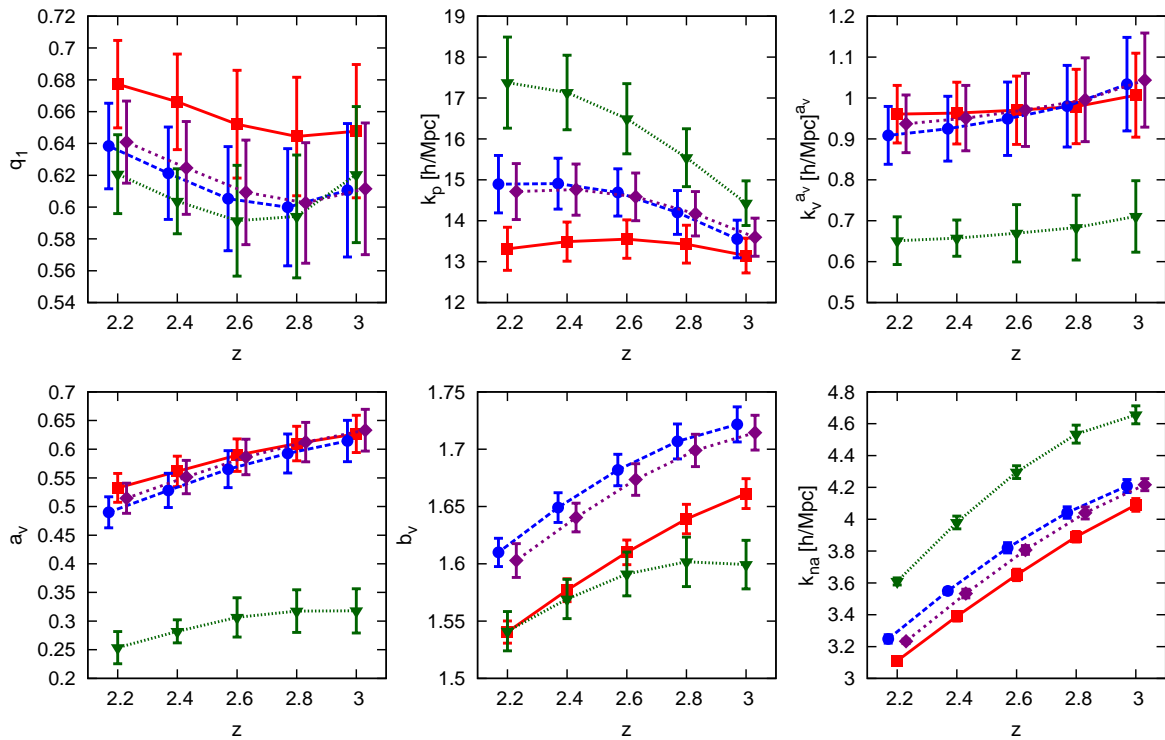 0.72
0.7
0.68
0.66
0.64
0.62
0.6
0.58
0.56
0.54
q1
2.2 2.4 2.6 2.8 3
z
19
18
17
16
15
14
13
12
kp [h/Mpc]
2.2 2.4 2.6 2.8 3
z
1.2
1.1
1
0.9
0.8
0.7
0.6
0.5
kv^av [h/Mpc]^av
2.2 2.4 2.6 2.8 3
z
0.7
0.65
0.6
0.55
0.5
0.45
0.4
0.35
0.3
0.25
0.2
av
2.2 2.4 2.6 2.8 3
z
1.75
1.7
1.65
1.6
1.55
1.5
bv
2.2 2.4 2.6 2.8 3
z
4.8
4.6
4.4
4.2
4
3.8
3.6
3.4
3.2
3
kna [h/Mpc]
2.2 2.4 2.6 2.8 3
z